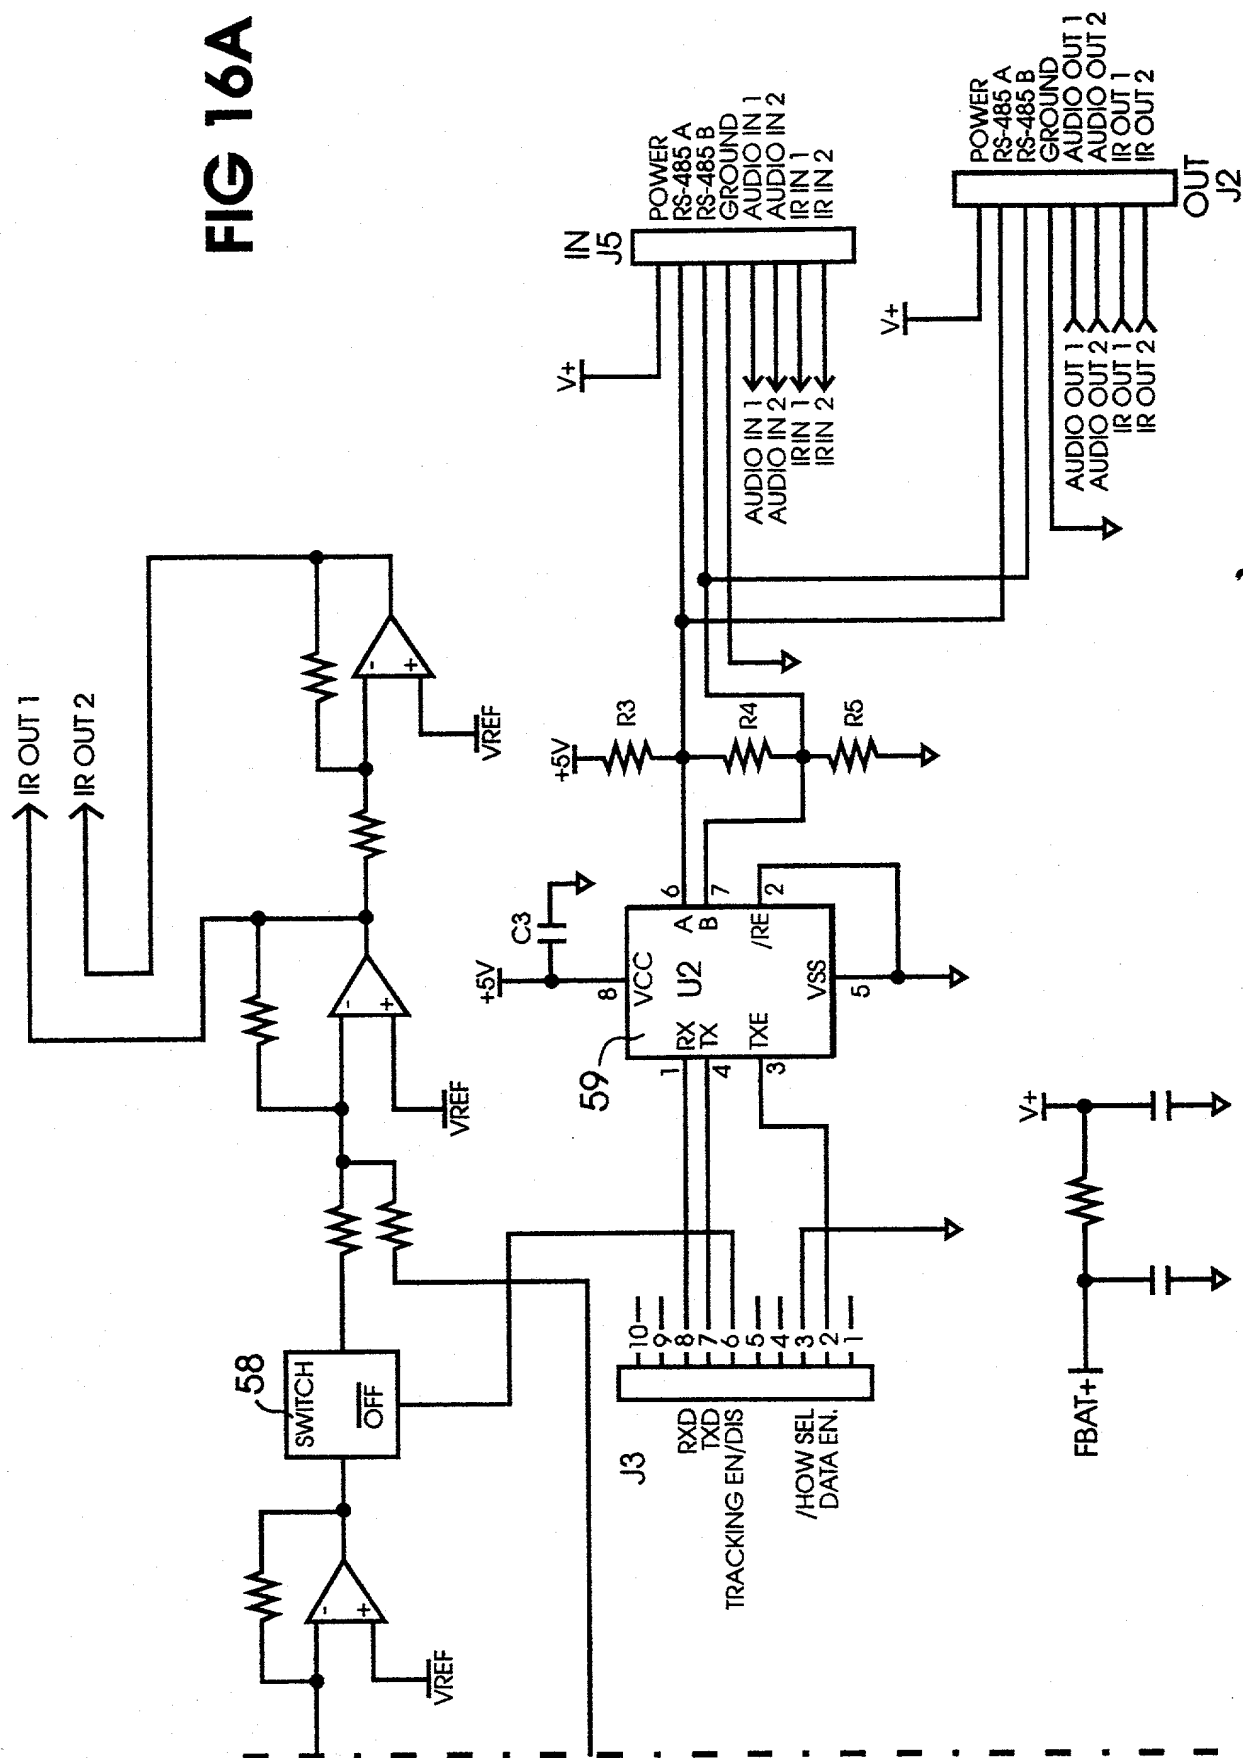 FIG 16A
IR OUT 1
IR OUT 2
-
+
VREF
-
+
VREF
-
+
VREF
58
SWITCH
OFF
IN
J5
POWER
RS-485 A
RS-485 B
GROUND
AUDIO IN 1
AUDIO IN 2
IR IN 1
IR IN 2
V+
AUDIO IN 1
AUDIO IN 2
IR IN 1
IR IN 2
POWER
RS-485 A
RS-485 B
GROUND
AUDIO OUT 1
AUDIO OUT 2
IR OUT 1
IR OUT 2
OUT
J2
V+
AUDIO OUT 1
AUDIO OUT 2
IR OUT 1
IR OUT 2
+5V
R3
R4
R5
+5V
C3
59
8
VCC
U2
A
6
B
7
/RE
2
VSS
5
RX
1
TX
4
TXE
3
J3
10
9
8
7
6
5
4
3
2
1
RXD
TXD
TRACKING EN/DIS
/HOW SEL
DATA EN.
V+
FBAT+